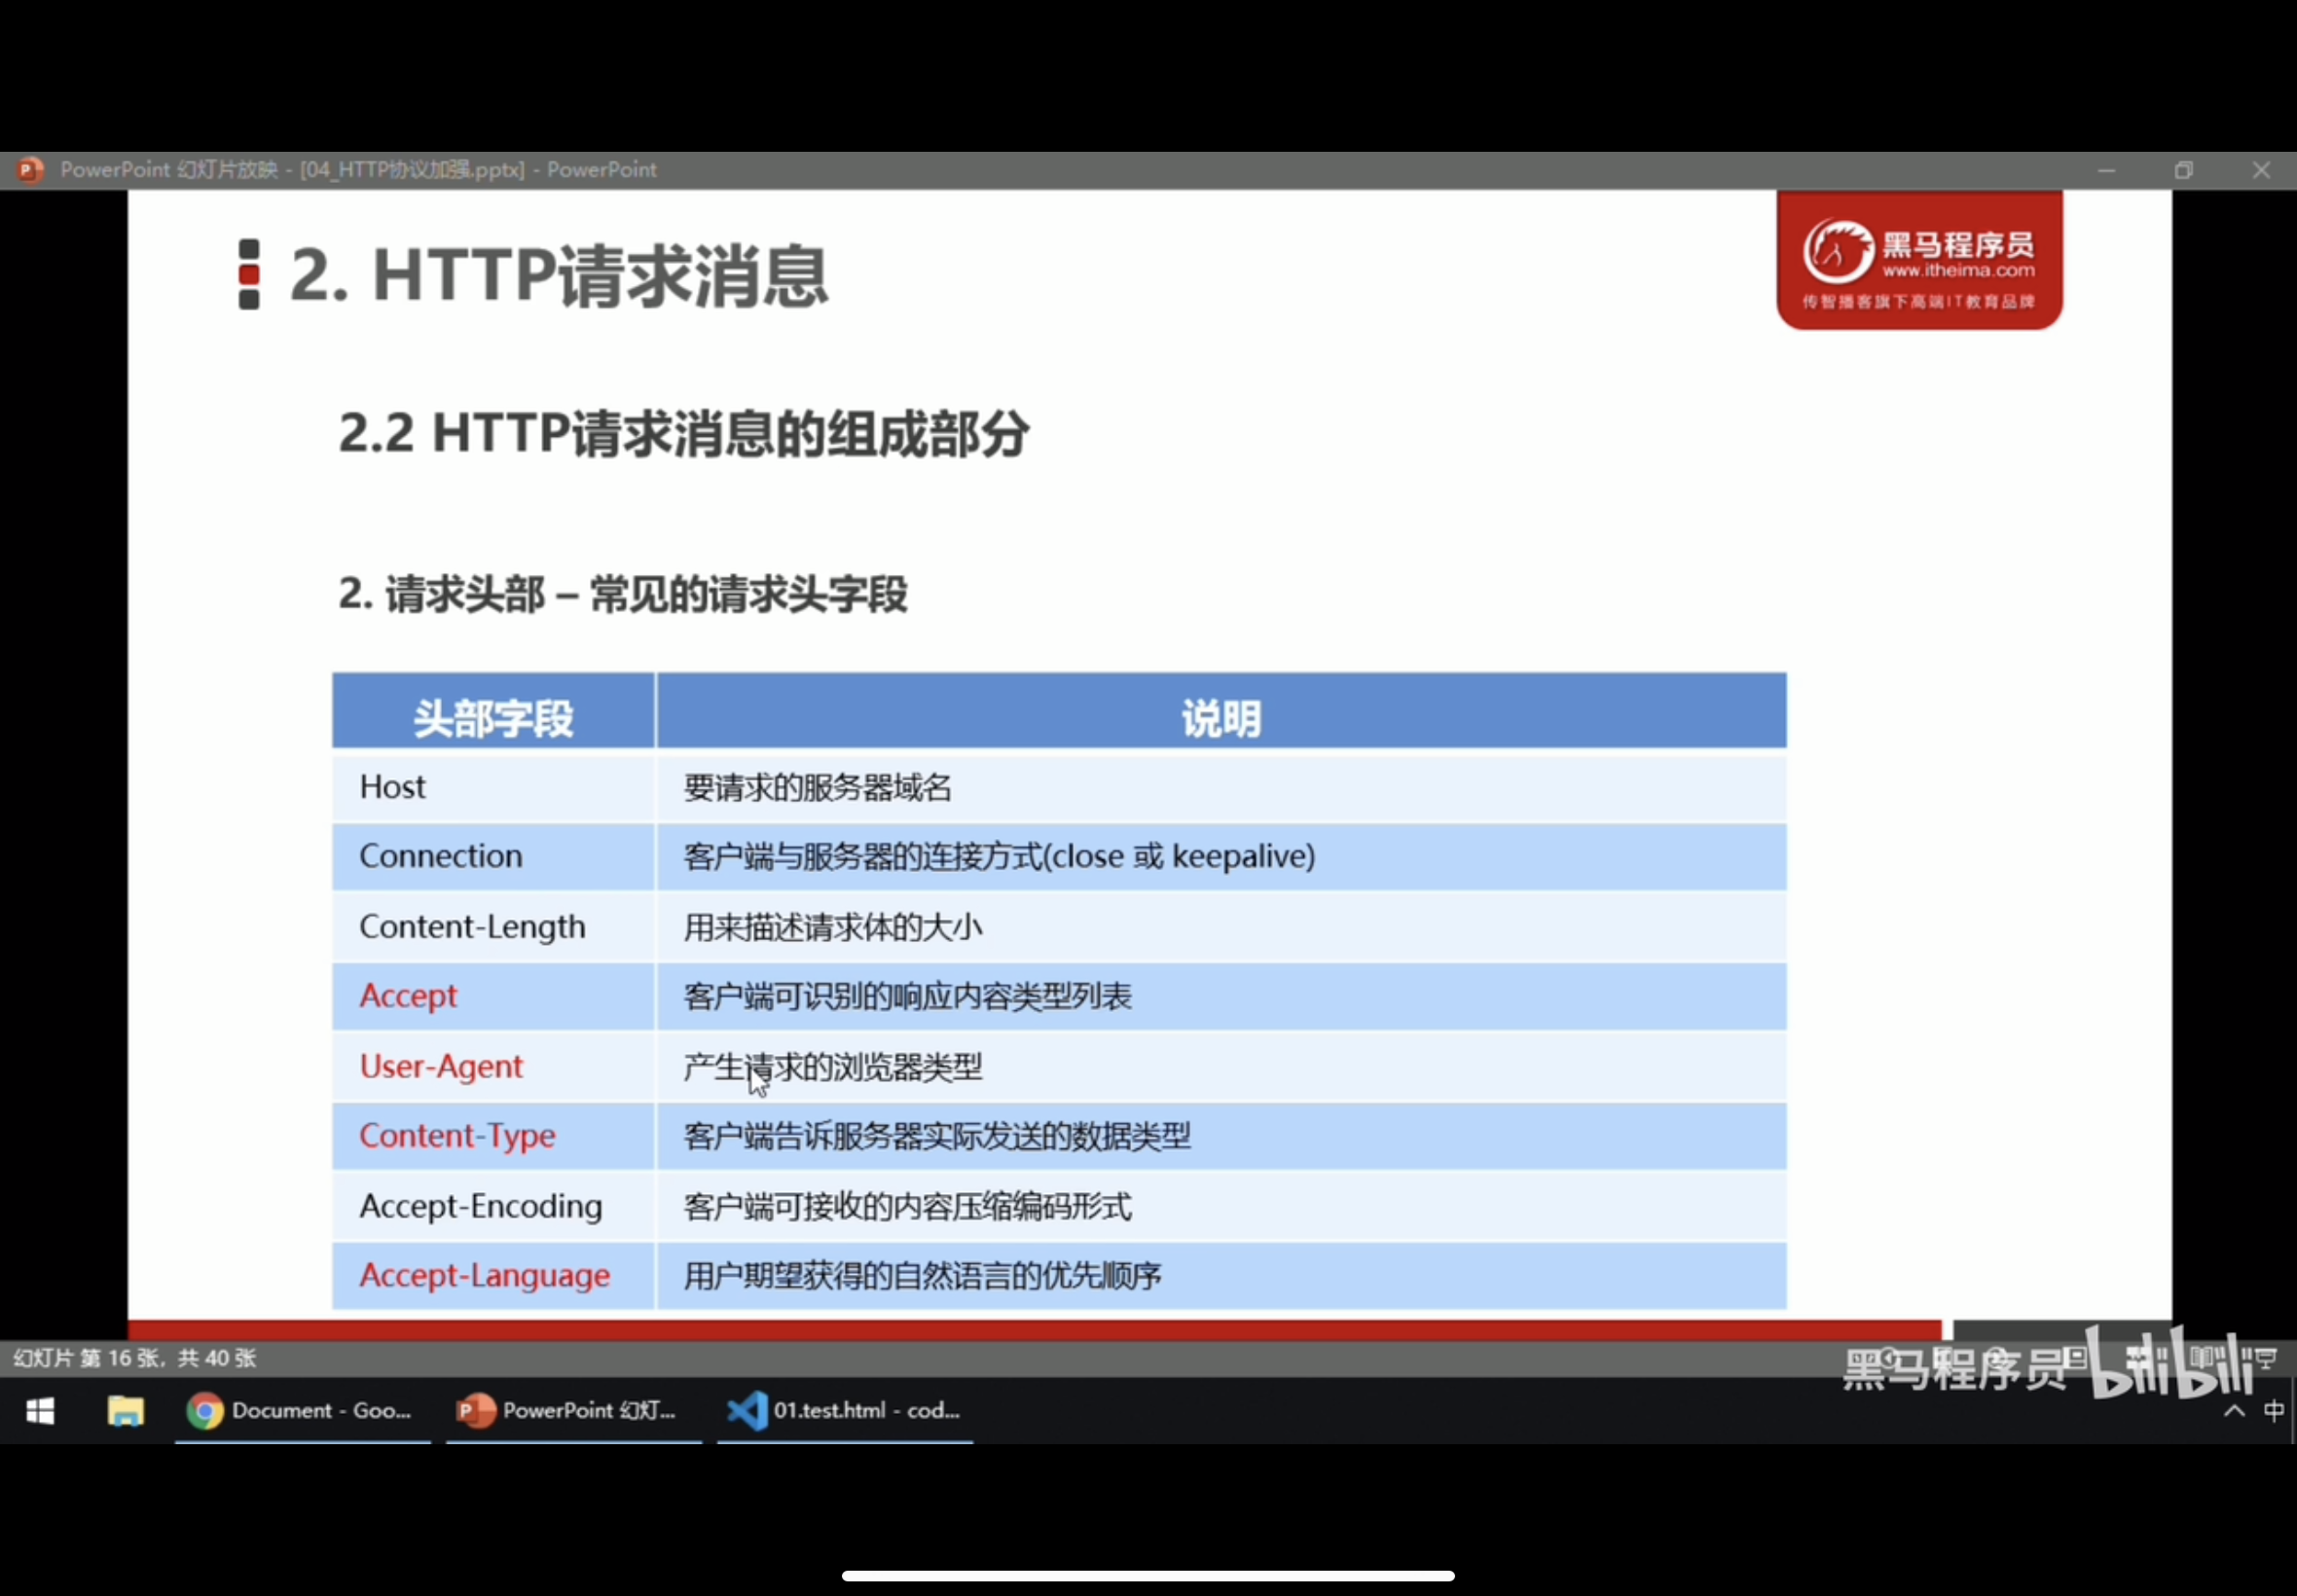 PowerPoint 幻灯片放映 - [04_HTTP协议加强.pptx] - PowerPoint
2. HTTP请求消息
黑马程序员
www.itheima.com
传智播客旗下高端IT教育品牌
2.2 HTTP请求消息的组成部分
2. 请求头部 – 常见的请求头字段
头部字段 说明
Host 要请求的服务器域名
Connection 客户端与服务器的连接方式(close 或 keepalive)
Content-Length 用来描述请求体的大小
Accept 客户端可识别的响应内容类型列表
User-Agent 产生请求的浏览器类型
Content-Type 客户端告诉服务器实际发送的数据类型
Accept-Encoding 客户端可接收的内容压缩编码形式
Accept-Language 用户期望获得的自然语言的优先顺序
幻灯片 第 16 张，共 40 张
黑马程序员 bilibili
Document - Goo... PowerPoint 幻灯... 01.test.html - cod... 中